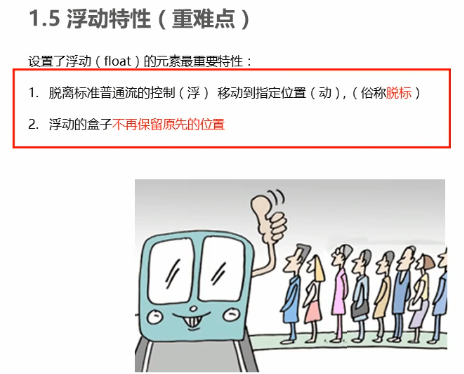 1.5 浮动特性（重难点）
设置了浮动（float）的元素最重要特性：
1. 脱离标准普通流的控制（浮） 移动到指定位置（动），（俗称脱标）
2. 浮动的盒子不再保留原先的位置